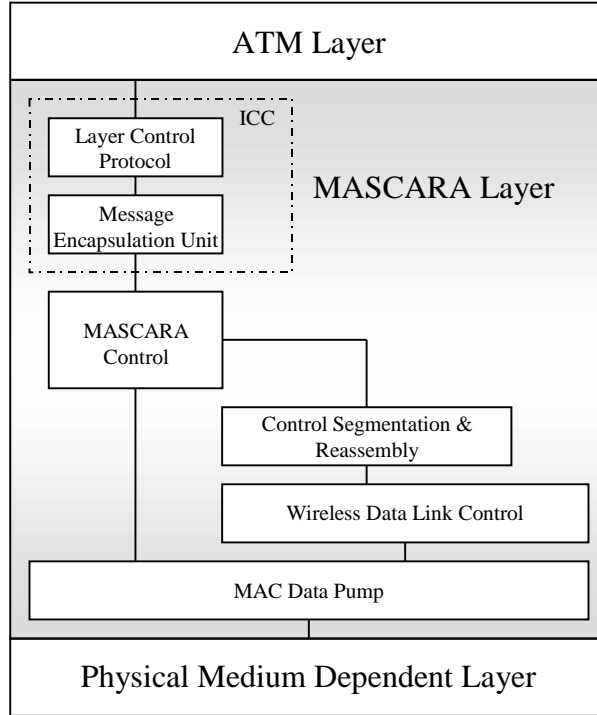 ATM Layer
ICC
Layer Control
Protocol
MASCARA Layer
Message
Encapsulation Unit
MASCARA
Control
Control Segmentation &
Reassembly
Wireless Data Link Control
MAC Data Pump
Physical Medium Dependent Layer